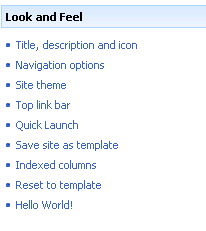 Look and Feel
Title, description and icon
Navigation options
Site theme
Top link bar
Quick Launch
Save site as template
Indexed columns
Reset to template
Hello World!